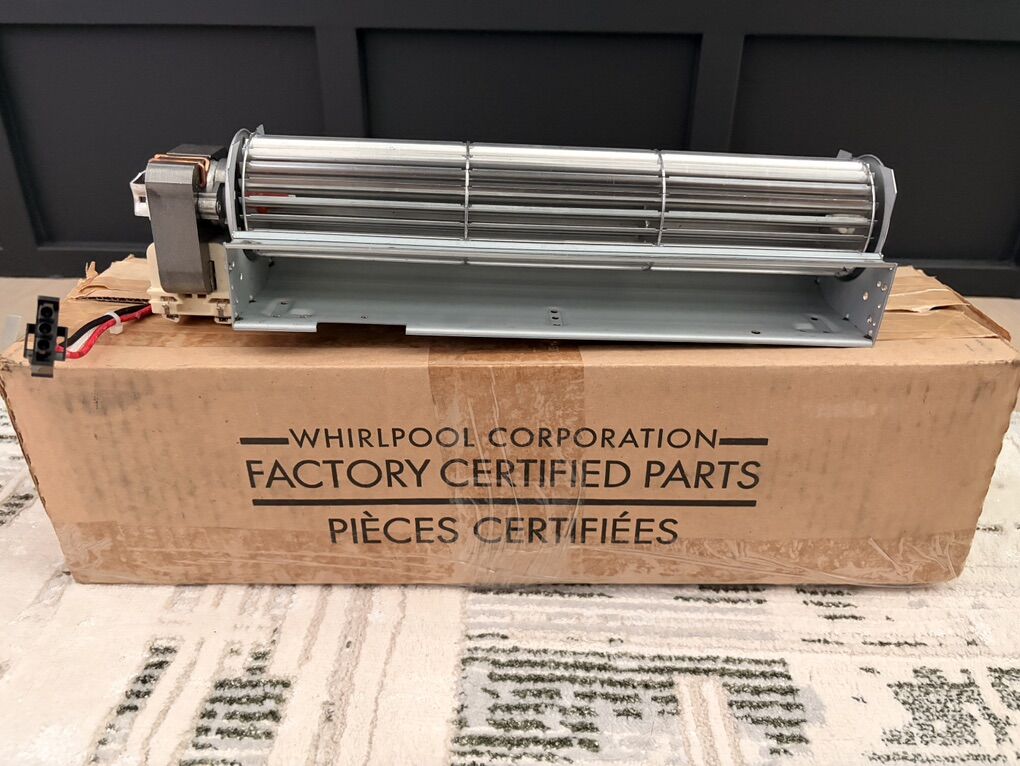 WHIRLPOOL CORPORATION
FACTORY CERTIFIED PARTS
PIÈCES CERTIFIÉES